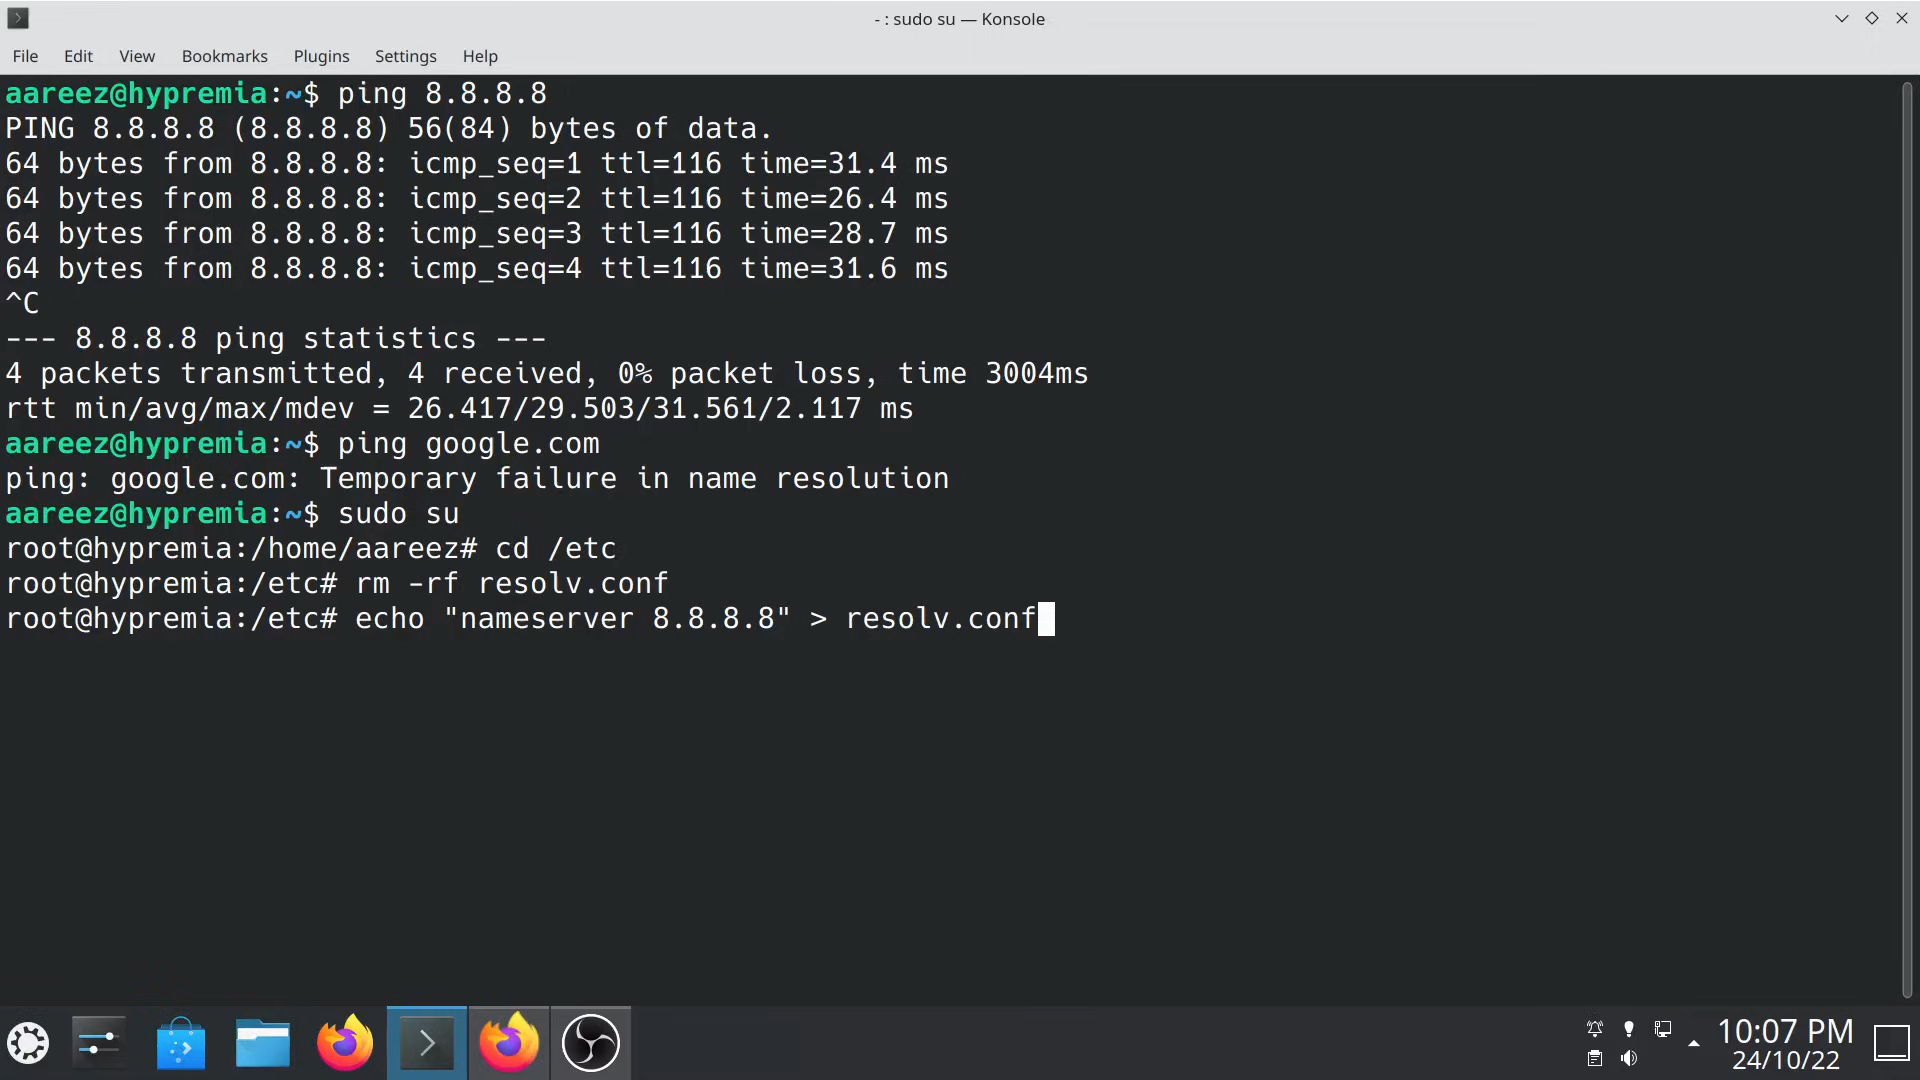 - : sudo su — Konsole
File Edit View Bookmarks Plugins Settings Help
aareez@hypremia:~$ ping 8.8.8.8
PING 8.8.8.8 (8.8.8.8) 56(84) bytes of data.
64 bytes from 8.8.8.8: icmp_seq=1 ttl=116 time=31.4 ms
64 bytes from 8.8.8.8: icmp_seq=2 ttl=116 time=26.4 ms
64 bytes from 8.8.8.8: icmp_seq=3 ttl=116 time=28.7 ms
64 bytes from 8.8.8.8: icmp_seq=4 ttl=116 time=31.6 ms
^C
--- 8.8.8.8 ping statistics ---
4 packets transmitted, 4 received, 0% packet loss, time 3004ms
rtt min/avg/max/mdev = 26.417/29.503/31.561/2.117 ms
aareez@hypremia:~$ ping google.com
ping: google.com: Temporary failure in name resolution
aareez@hypremia:~$ sudo su
root@hypremia:/home/aareez# cd /etc
root@hypremia:/etc# rm -rf resolv.conf
root@hypremia:/etc# echo "nameserver 8.8.8.8" > resolv.conf
10:07 PM
24/10/22